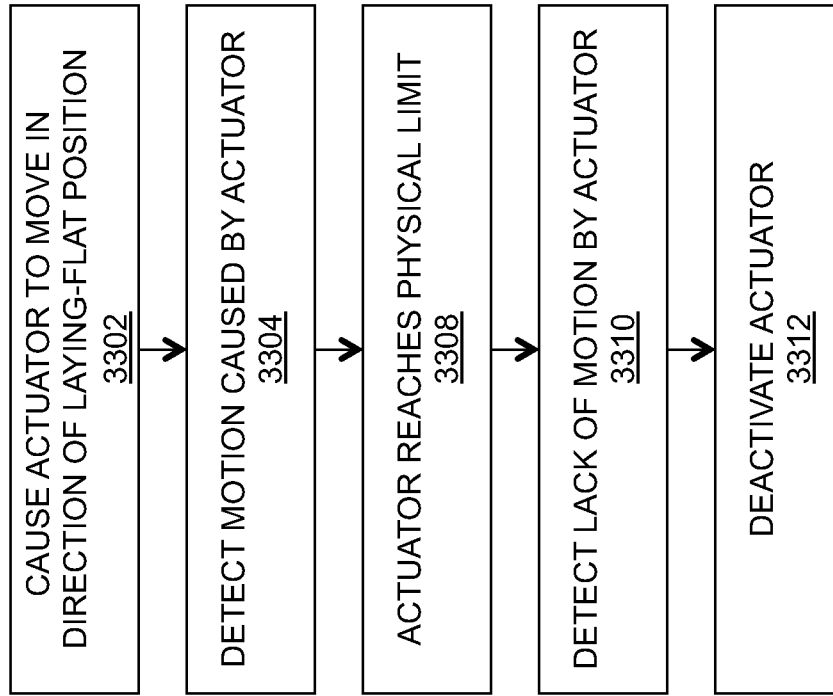 CAUSE ACTUATOR TO MOVE IN
DIRECTION OF LAYING-FLAT POSITION
3302
DETECT MOTION CAUSED BY ACTUATOR
3304
ACTUATOR REACHES PHYSICAL LIMIT
3308
DETECT LACK OF MOTION BY ACTUATOR
3310
DEACTIVATE ACTUATOR
3312